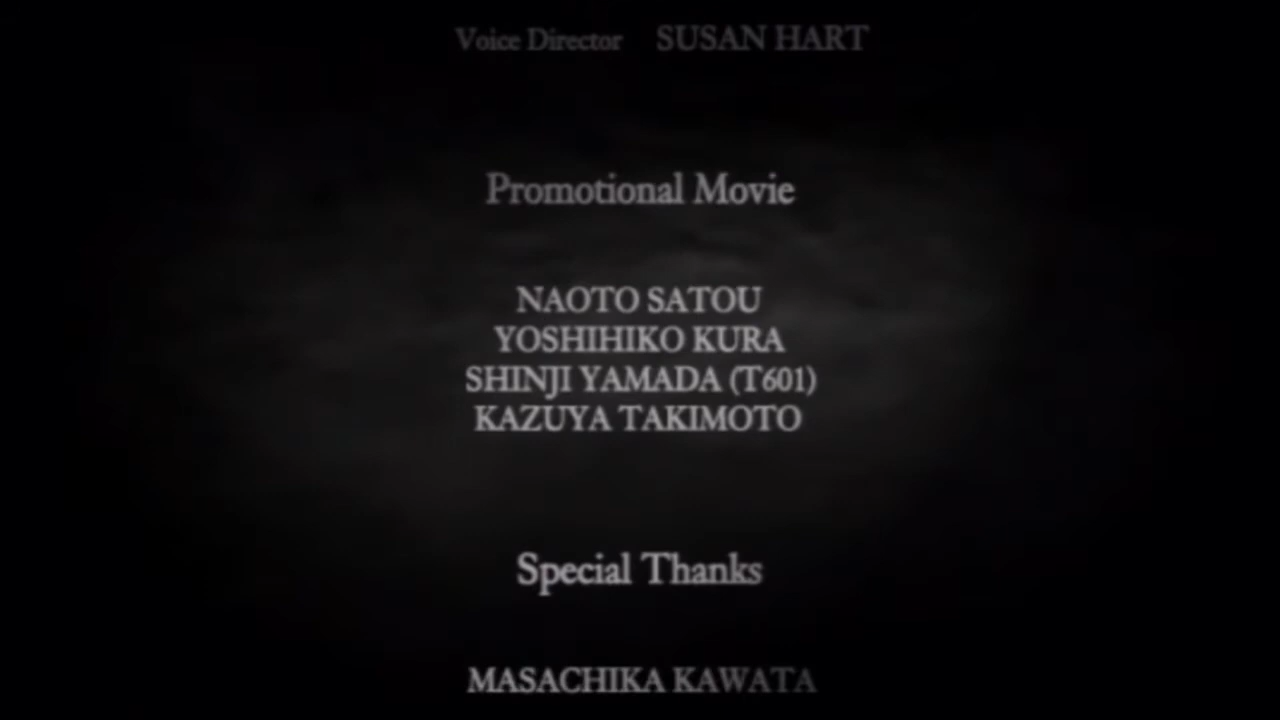 Voice Director SUSAN HART
Promotional Movie
NAOTO SATOU
YOSHIHIKO KURA
SHINJI YAMADA (T601)
KAZUYA TAKIMOTO
Special Thanks
MASACHIKA KAWATA